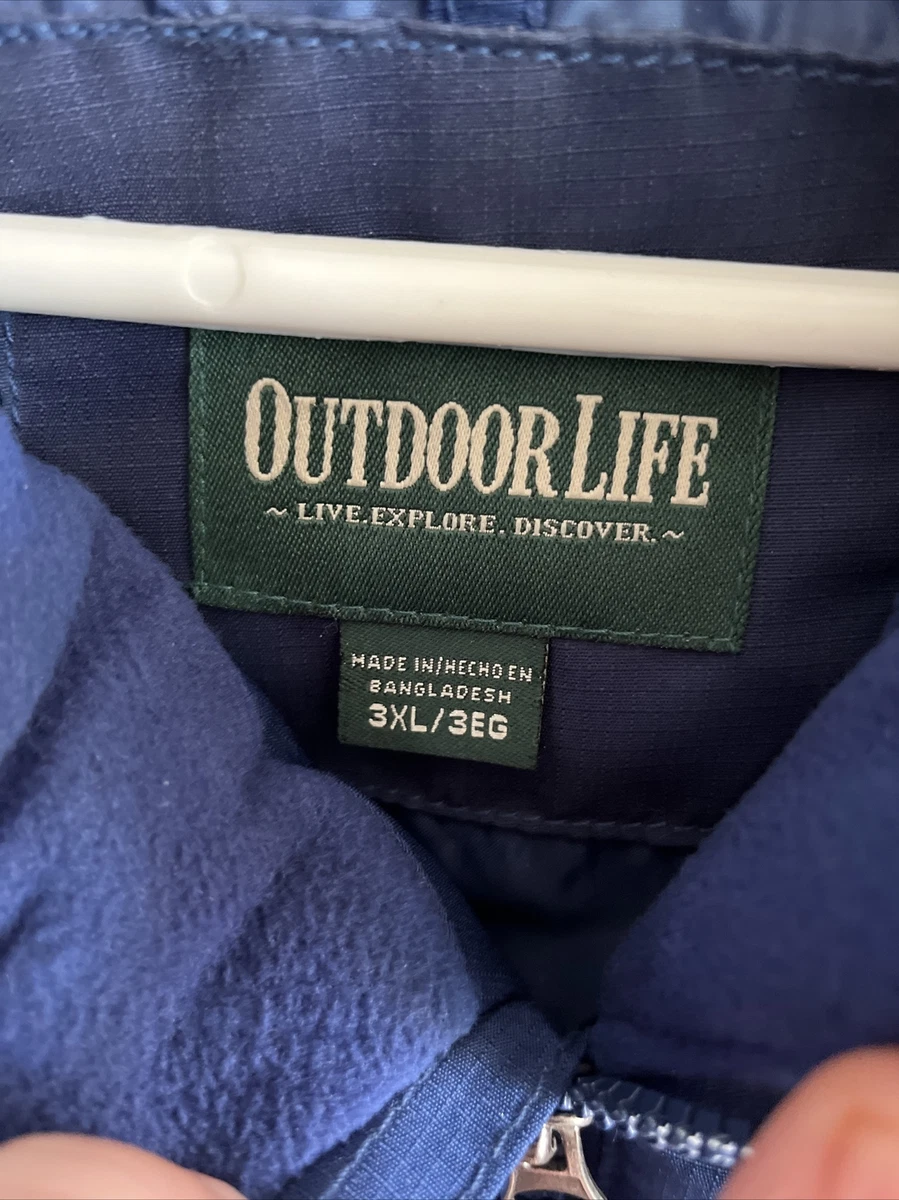 OUTDOOR LIFE
~ LIVE.EXPLORE. DISCOVER. ~
MADE IN/HECHO EN
BANGLADESH
3XL/3EG